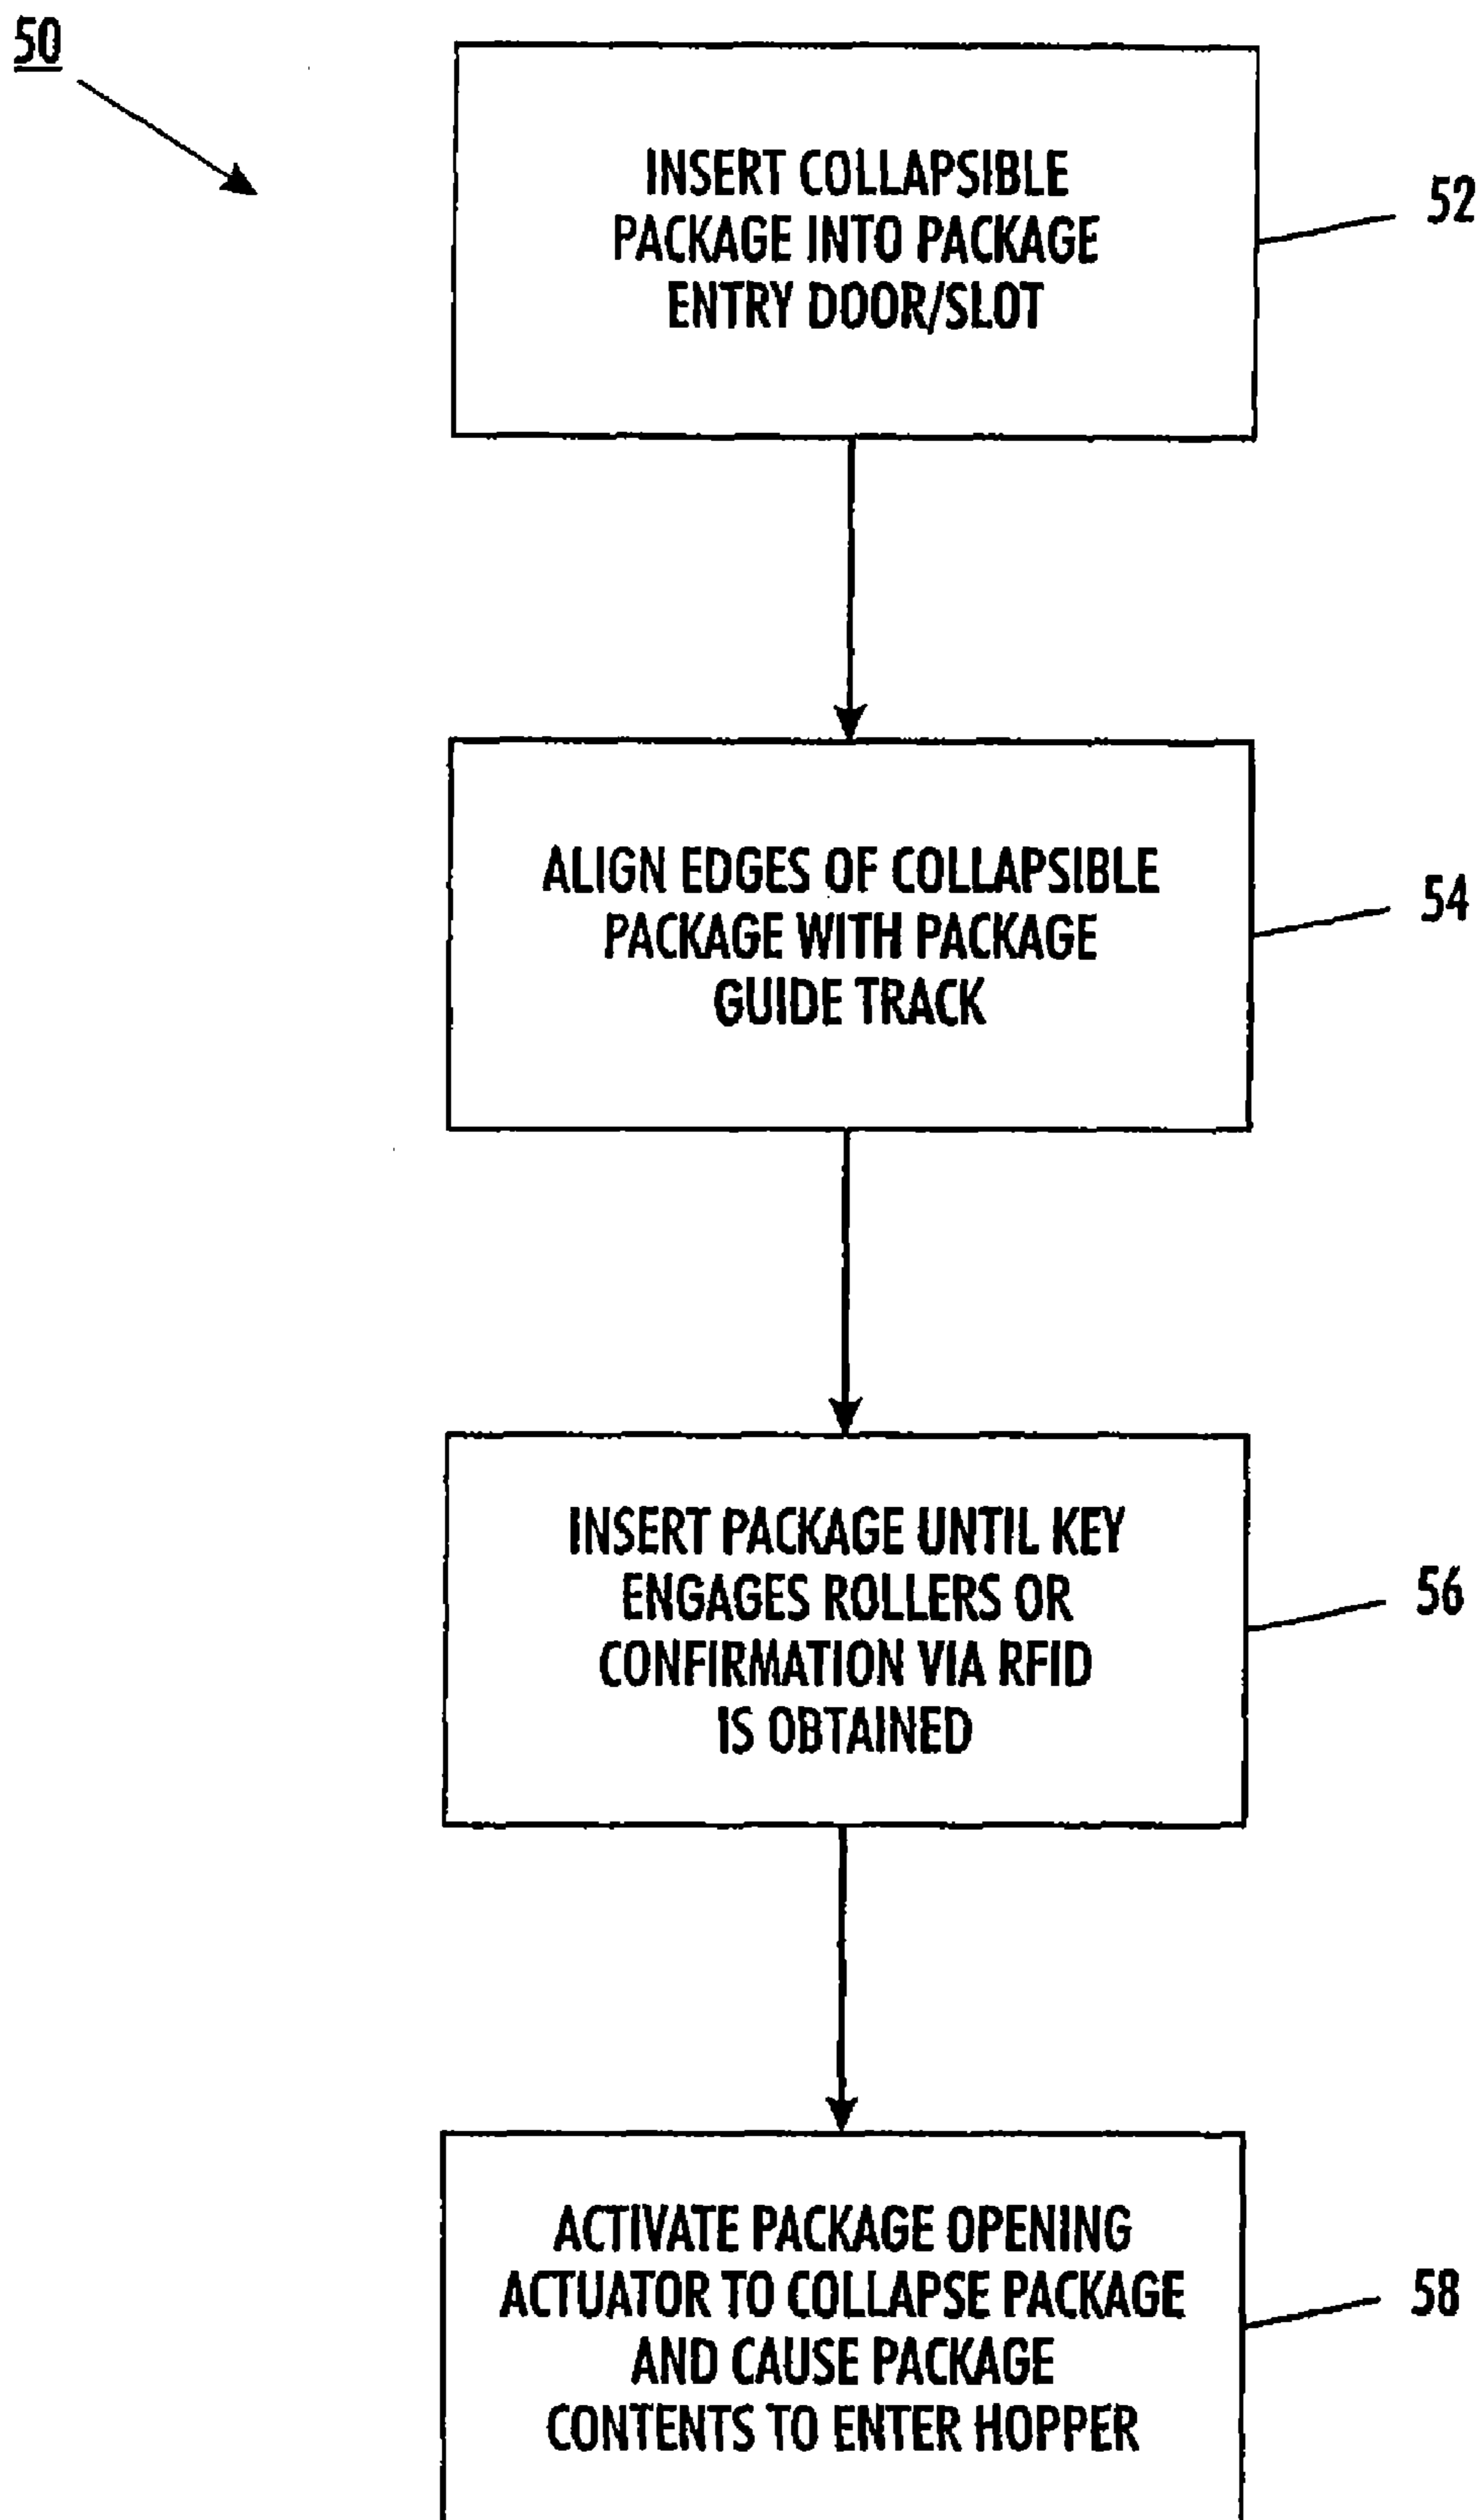 50
INSERT COLLAPSIBLE
PACKAGE INTO PACKAGE
ENTRY DOOR/SLOT
52
ALIGN EDGES OF COLLAPSIBLE
PACKAGE WITH PACKAGE
GUIDE TRACK
54
INSERT PACKAGE UNTIL KEY
ENGAGES ROLLERS OR
CONFIRMATION VIA RFID
IS OBTAINED
56
ACTIVATE PACKAGE OPENING
ACTUATOR TO COLLAPSE PACKAGE
AND CAUSE PACKAGE
CONTENTS TO ENTER HOPPER
58